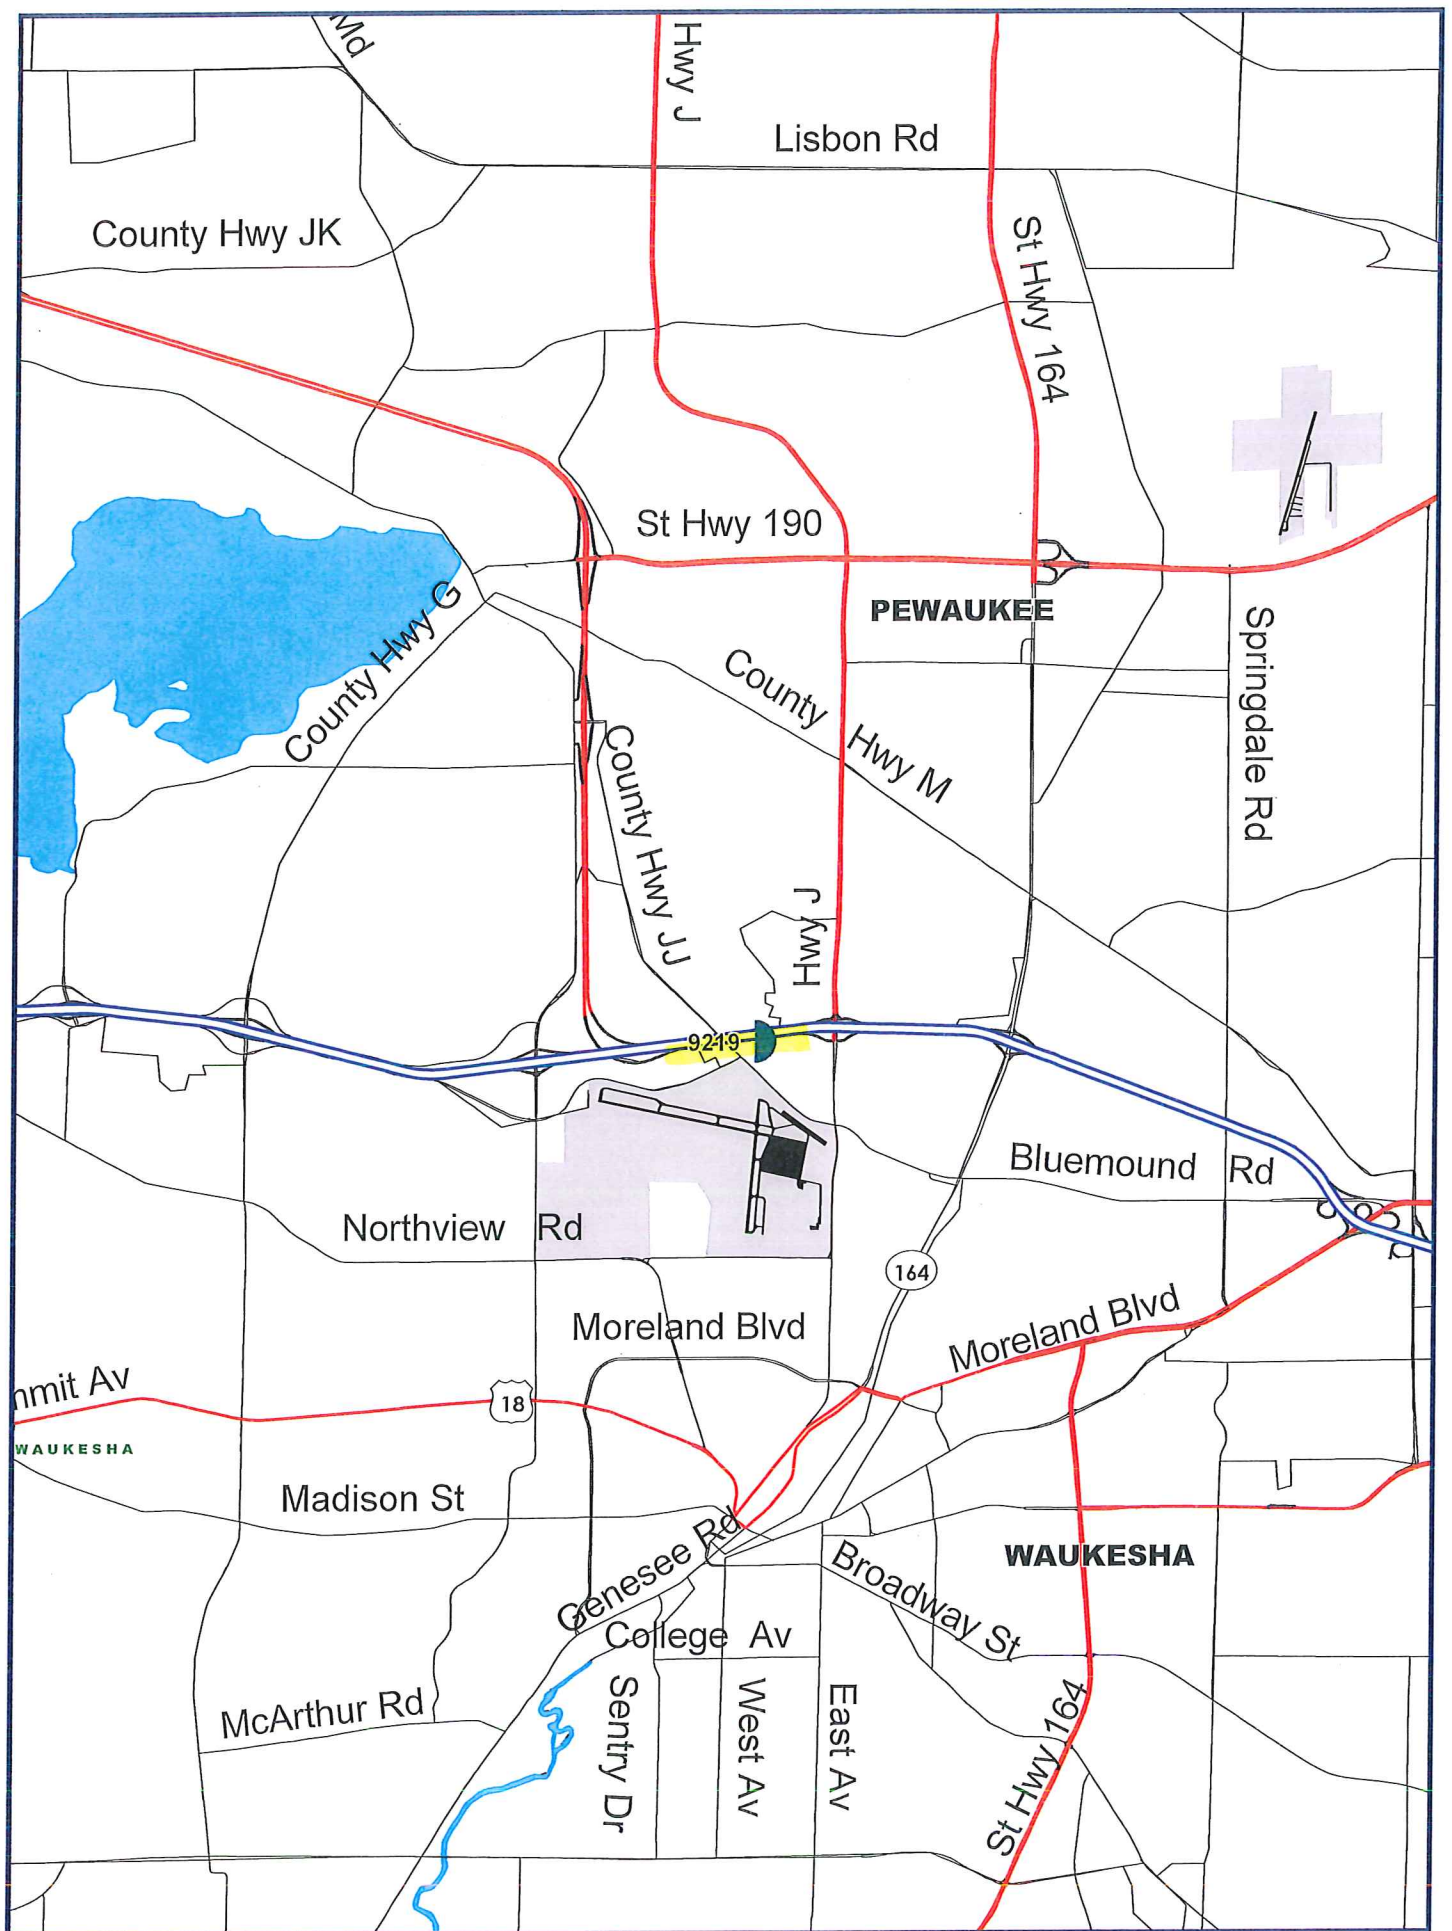 Md
Hwy J
Lisbon Rd
County Hwy JK
St Hwy 164
St Hwy 190
PEWAUKEE
County Hwy G
County Hwy M
Springdale Rd
County Hwy JJ
Hwy J
9219
Bluemound Rd
Northview Rd
164
Moreland Blvd
Moreland Blvd
nmit Av
18
WAUKESHA
Madison St
Genesee Rd
WAUKESHA
Broadway St
College Av
McArthur Rd
Sentry Dr
West Av
East Av
St Hwy 164